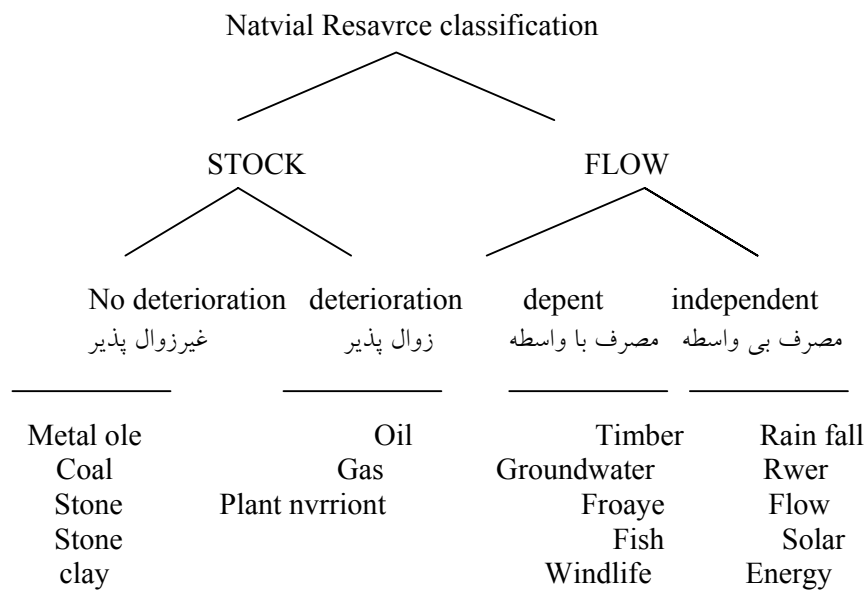 Natvial Resavrce classification
STOCK FLOW
No deterioration deterioration depent independent
غیرزوال پذیر زوال پذیر مصرف با واسطه مصرف بی واسطه
Metal ole Oil Timber Rain fall
Coal Gas Groundwater Rwer
Stone Plant nvrriont Froaye Flow
Stone Fish Solar
clay Windlife Energy